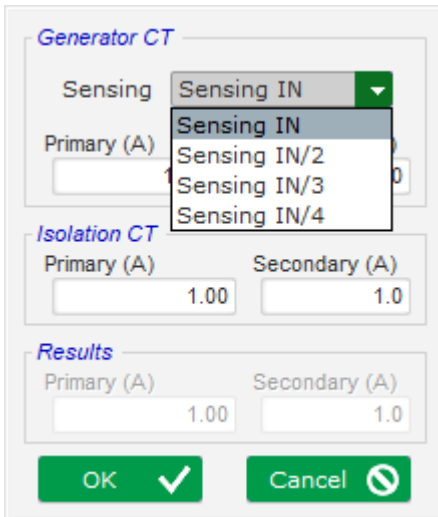 Generator CT
Sensing Sensing IN
Sensing IN
Primary (A)
Sensing IN/2
Sensing IN/3
Sensing IN/4
Isolation CT
Primary (A) Secondary (A)
1.00 1.0
Results
Primary (A) Secondary (A)
1.00 1.0
OK Cancel